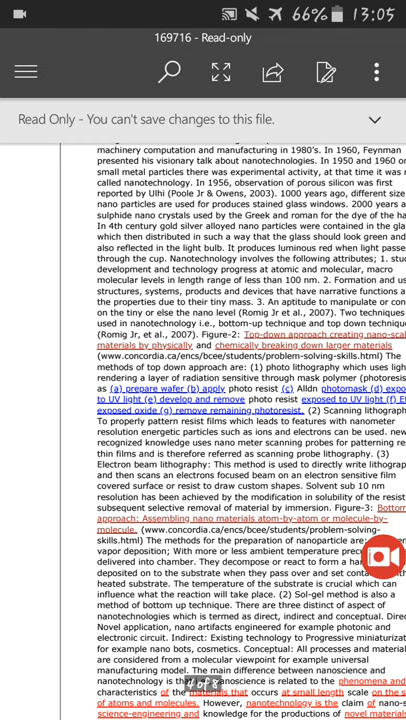 66% 13:05
169716 - Read-only
Read Only - You can't save changes to this file.
machinery computation and manufacturing in 1980's. In 1960, Feynman
presented his visionary talk about nanotechnologies. In 1950 and 1960 on
small metal particles there was experimental activity, at that time it was n
called nanotechnology. In 1956, observation of porous silicon was first
reported by Ulhi (Poole Jr & Owens, 2003). 1000 years ago, different size
nano particles are used for produces stained glass windows. 2000 years a
sulphide nano crystals used by the Greek and roman for the dye of the ha
In 4th century gold silver alloyed nano particles were contained in the gla
which then distributed in such a way that the glass should look green and
also reflected in the light bulb. It produces luminous red when light passe
through the cup. Nanotechnology involves the following attributes; 1. stu
development and technology progress at atomic and molecular, macro
molecular levels in length range of less than 100 nm. 2. Formation and us
structures, systems, products and devices that have narrative functions a
the properties due to their tiny mass. 3. An aptitude to manipulate or con
on the tiny or else the nano level (Romig Jr et al., 2007). Two techniques
used in nanotechnology i.e., bottom-up technique and top down techniqu
(Romig Jr, et al., 2007). Figure-2: Top-down approach creating nano-scal
materials by physically and chemically breaking down larger materials
(www.concordia.ca/encs/bcee/students/problem-solving-skills.html) The
methods of top down approach are: (1) photo lithography which uses ligh
rendering a layer of radiation sensitive through mask polymer (photoresis
as (a) prepare wafer (b) apply photo resist (c) Alldn photomask (d) expo
to UV light (e) develop and remove photo resist exposed to UV light (f) Et
exposed oxide (g) remove remaining photoresist. (2) Scanning lithograph
To properly pattern resist films which leads to features with nanometer
resolution energetic particles such as ions and electrons can be used. new
recognized knowledge uses nano meter scanning probes for patterning re
thin films and is therefore referred as scanning probe lithography. (3)
Electron beam lithography: This method is used to directly write lithograp
and then scans an electrons focused beam on an electron sensitive film
covered surface or resist to draw custom shapes. Solvent sub 10 nm
resolution has been achieved by the modification in solubility of the resist
subsequent selective removal of material by immersion. Figure-3: Bottom
approach: Assembling nano materials atom-by-atom or molecule-by-
molecule. (www.concordia.ca/encs/bcee/students/problem-solving-
skills.html) The methods for the preparation of nanoparticle are:
vapor deposition; With more or less ambient temperature precu
delivered into chamber. They decompose or react to form a ha
deposited on to the substrate when they pass over and set conta
heated substrate. The temperature of the substrate is crucial which can
influence what the reaction will take place. (2) Sol-gel method is also a
method of bottom up technique. There are three distinct of aspect of
nanotechnologies which is termed as direct, indirect and conceptual. Direc
Novel application, nano artifacts engineered for example photonic and
electronic circuit. Indirect: Existing technology to Progressive miniaturizat
for example nano bots, cosmetics. Conceptual: All processes and material
are considered from a molecular viewpoint for example universal
manufacturing model. The main difference between nanoscience and
nanotechnology is that nanoscience is related to the phenomena and
characteristics of the materials that occurs at small length scale on the s
of atoms and molecules. However, nanotechnology is the claim of nano-s
science-engineering and knowledge for the productions of novel materials
4 of 8